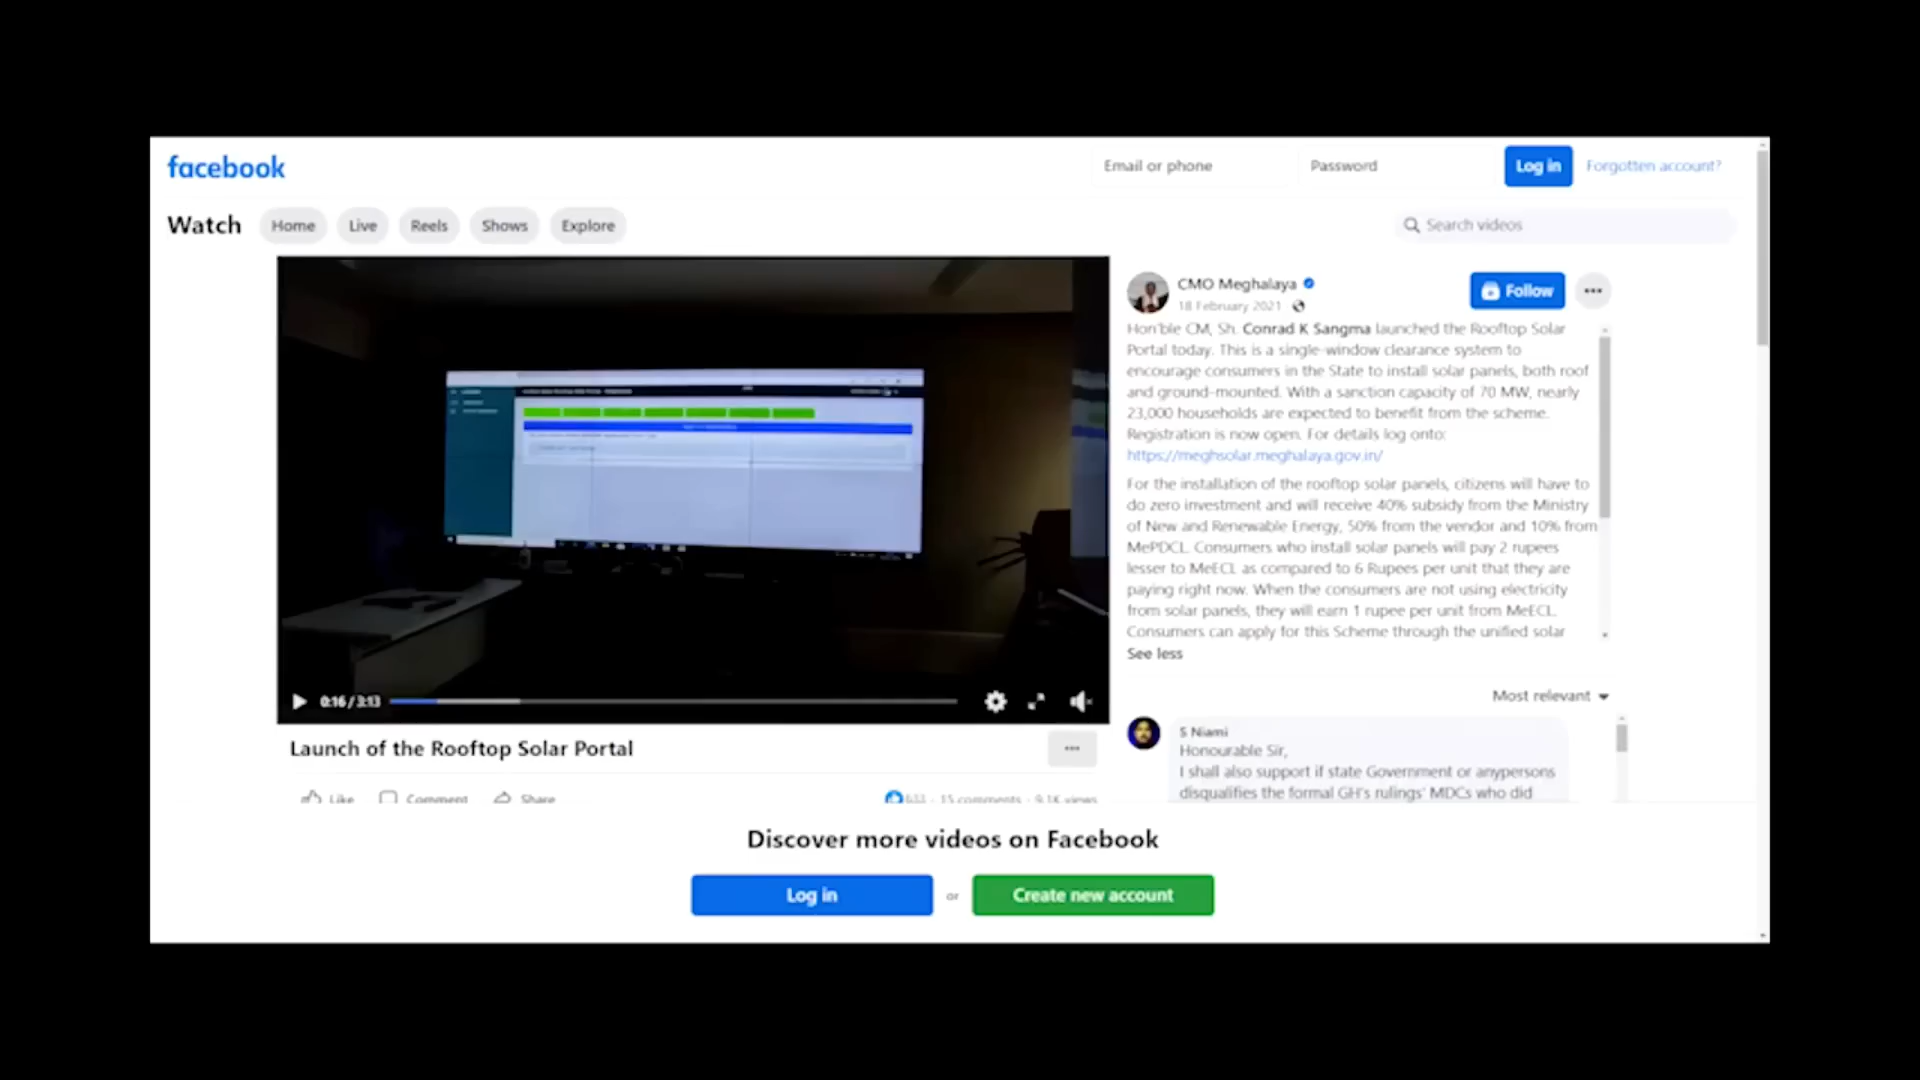 facebook
Email or phone
Password
Log in
Forgotten account?
Watch
Home
Live
Reels
Shows
Explore
Search videos
CMO Meghalaya
18 February 2021
Hon'ble CM, Sh. Conrad K Sangma launched the Rooftop Solar
Portal today. This is a single-window clearance system to
encourage consumers in the State to install solar panels, both roof
and ground-mounted. With a sanction capacity of 70 MW, nearly
23,000 households are expected to benefit from the scheme.
Registration is now open. For details log onto:
https://meghsolar.meghalaya.gov.in/
For the installation of the rooftop solar panels, citizens will have to
do zero investment and will receive 40% subsidy from the Ministry
of New and Renewable Energy, 50% from the vendor and 10% from
MePDCL. Consumers who install solar panels will pay 2 rupees
lesser to MeECL as compared to 6 Rupees per unit that they are
paying right now. When the consumers are not using electricity
from solar panels, they will earn 1 rupee per unit from MeECL.
Consumers can apply for this Scheme through the unified solar
See less
Follow
0:16 / 3:13
Launch of the Rooftop Solar Portal
Like
Comment
Share
15 comments · 9.1K views
Most relevant
S Niami
Honourable Sir,
I shall also support if state Government or anypersons
disqualifies the formal GH's rulings' MDCs who did
Discover more videos on Facebook
Log in
or
Create new account